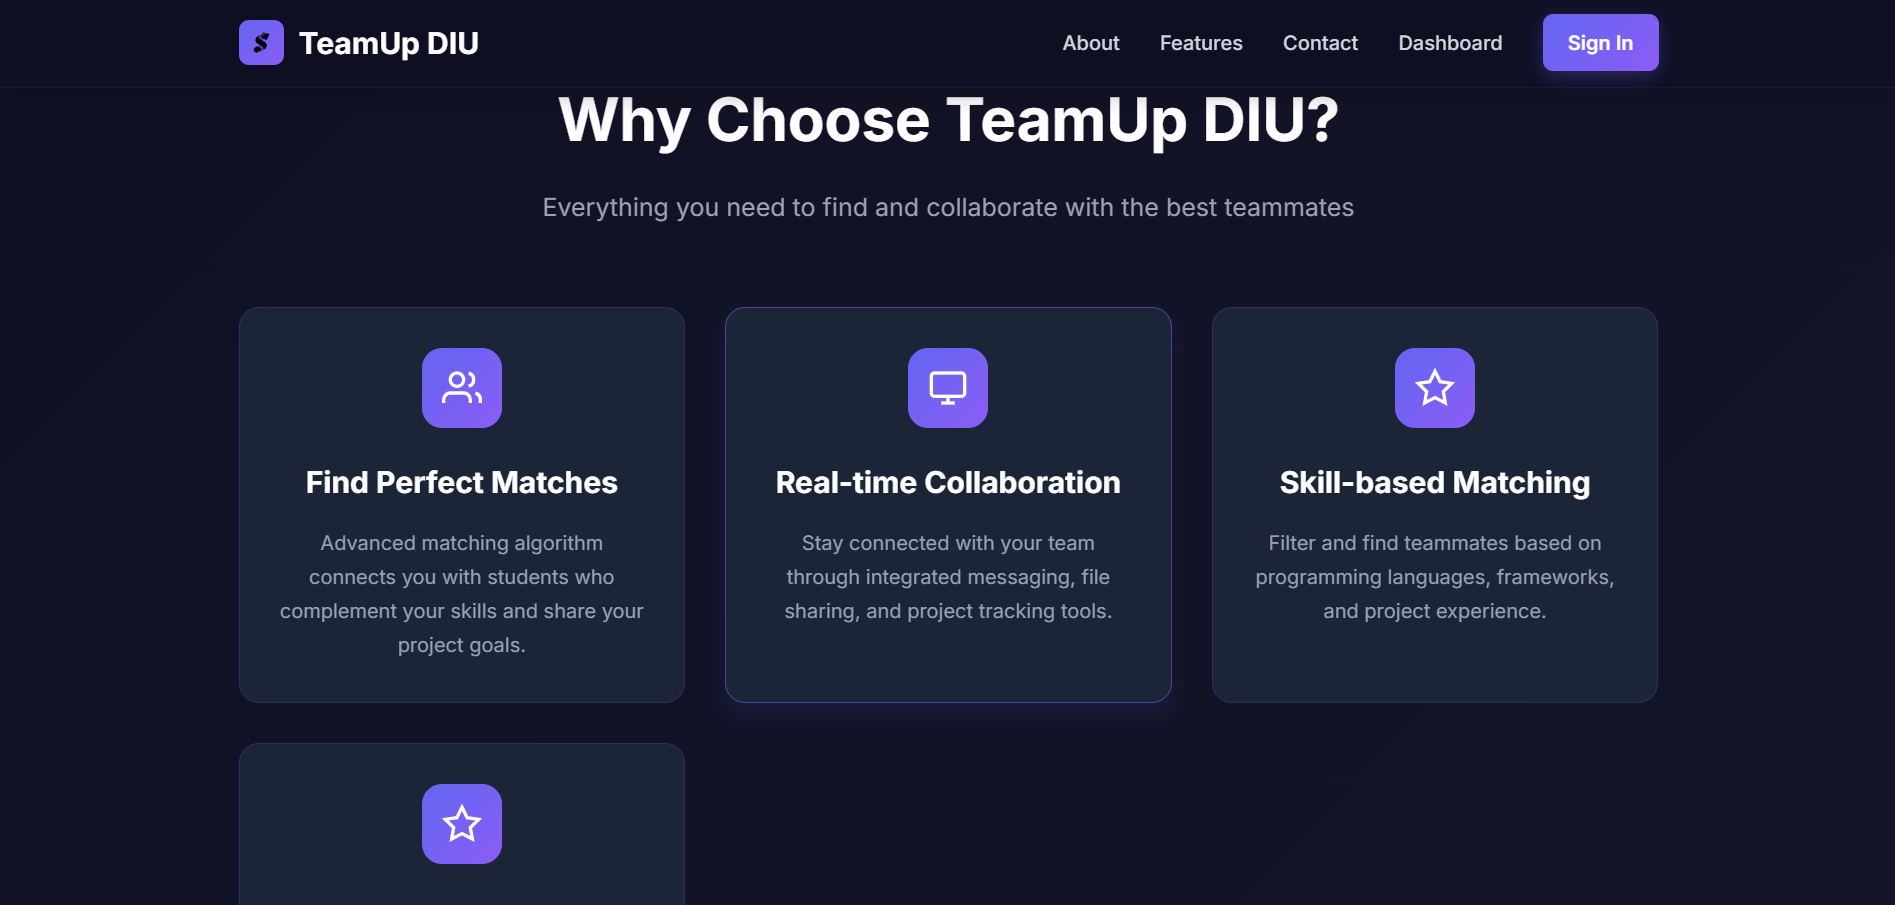 TeamUp DIU
About
Features
Contact
Dashboard
Sign In
Why Choose TeamUp DIU?
Everything you need to find and collaborate with the best teammates
Find Perfect Matches
Advanced matching algorithm
connects you with students who
complement your skills and share your
project goals.
Real-time Collaboration
Stay connected with your team
through integrated messaging, file
sharing, and project tracking tools.
Skill-based Matching
Filter and find teammates based on
programming languages, frameworks,
and project experience.